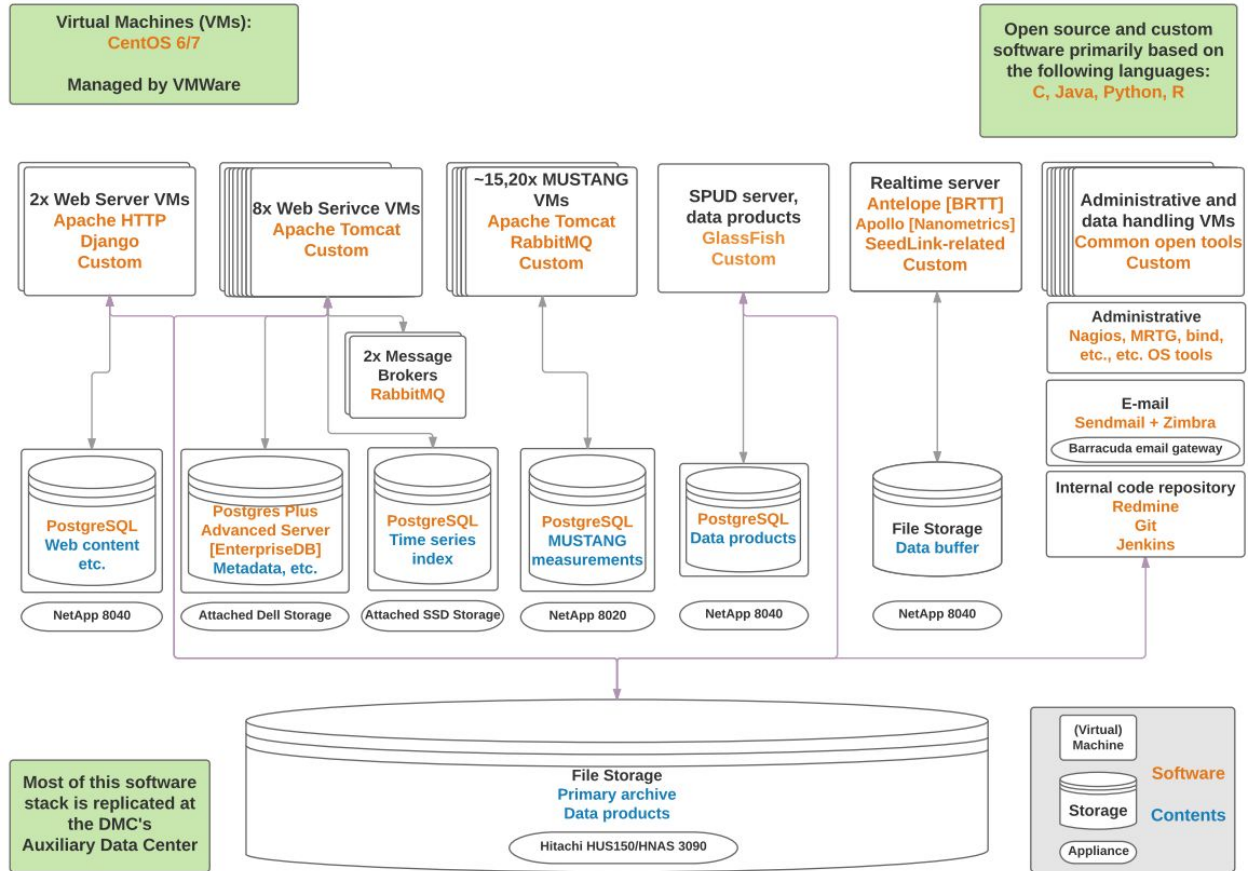 Virtual Machines (VMs):
CentOS 6/7
Managed by VMWare
Open source and custom
software primarily based on
the following languages:
C, Java, Python, R
2x Web Server VMs
Apache HTTP
Django
Custom
8x Web Serivce VMs
Apache Tomcat
Custom
~15,20x MUSTANG
VMs
Apache Tomcat
RabbitMQ
Custom
SPUD server,
data products
GlassFish
Custom
Realtime server
Antelope [BRTT]
Apollo [Nanometrics]
SeedLink-related
Custom
Administrative and
data handling VMs
Common open tools
Custom
Administrative
Nagios, MRTG, bind,
etc., etc. OS tools
2x Message
Brokers
RabbitMQ
E-mail
Sendmail + Zimbra
Barracuda email gateway
Internal code repository
Redmine
Git
Jenkins
PostgreSQL
Web content
etc.
NetApp 8040
Postgres Plus
Advanced Server
[EnterpriseDB]
Metadata, etc.
Attached Dell Storage
PostgreSQL
Time series
index
Attached SSD Storage
PostgreSQL
MUSTANG
measurements
NetApp 8020
PostgreSQL
Data products
NetApp 8040
File Storage
Data buffer
NetApp 8040
Most of this software
stack is replicated at
the DMC's
Auxiliary Data Center
File Storage
Primary archive
Data products
Hitachi HUS150/HNAS 3090
(Virtual)
Machine
Storage
Appliance
Software
Contents